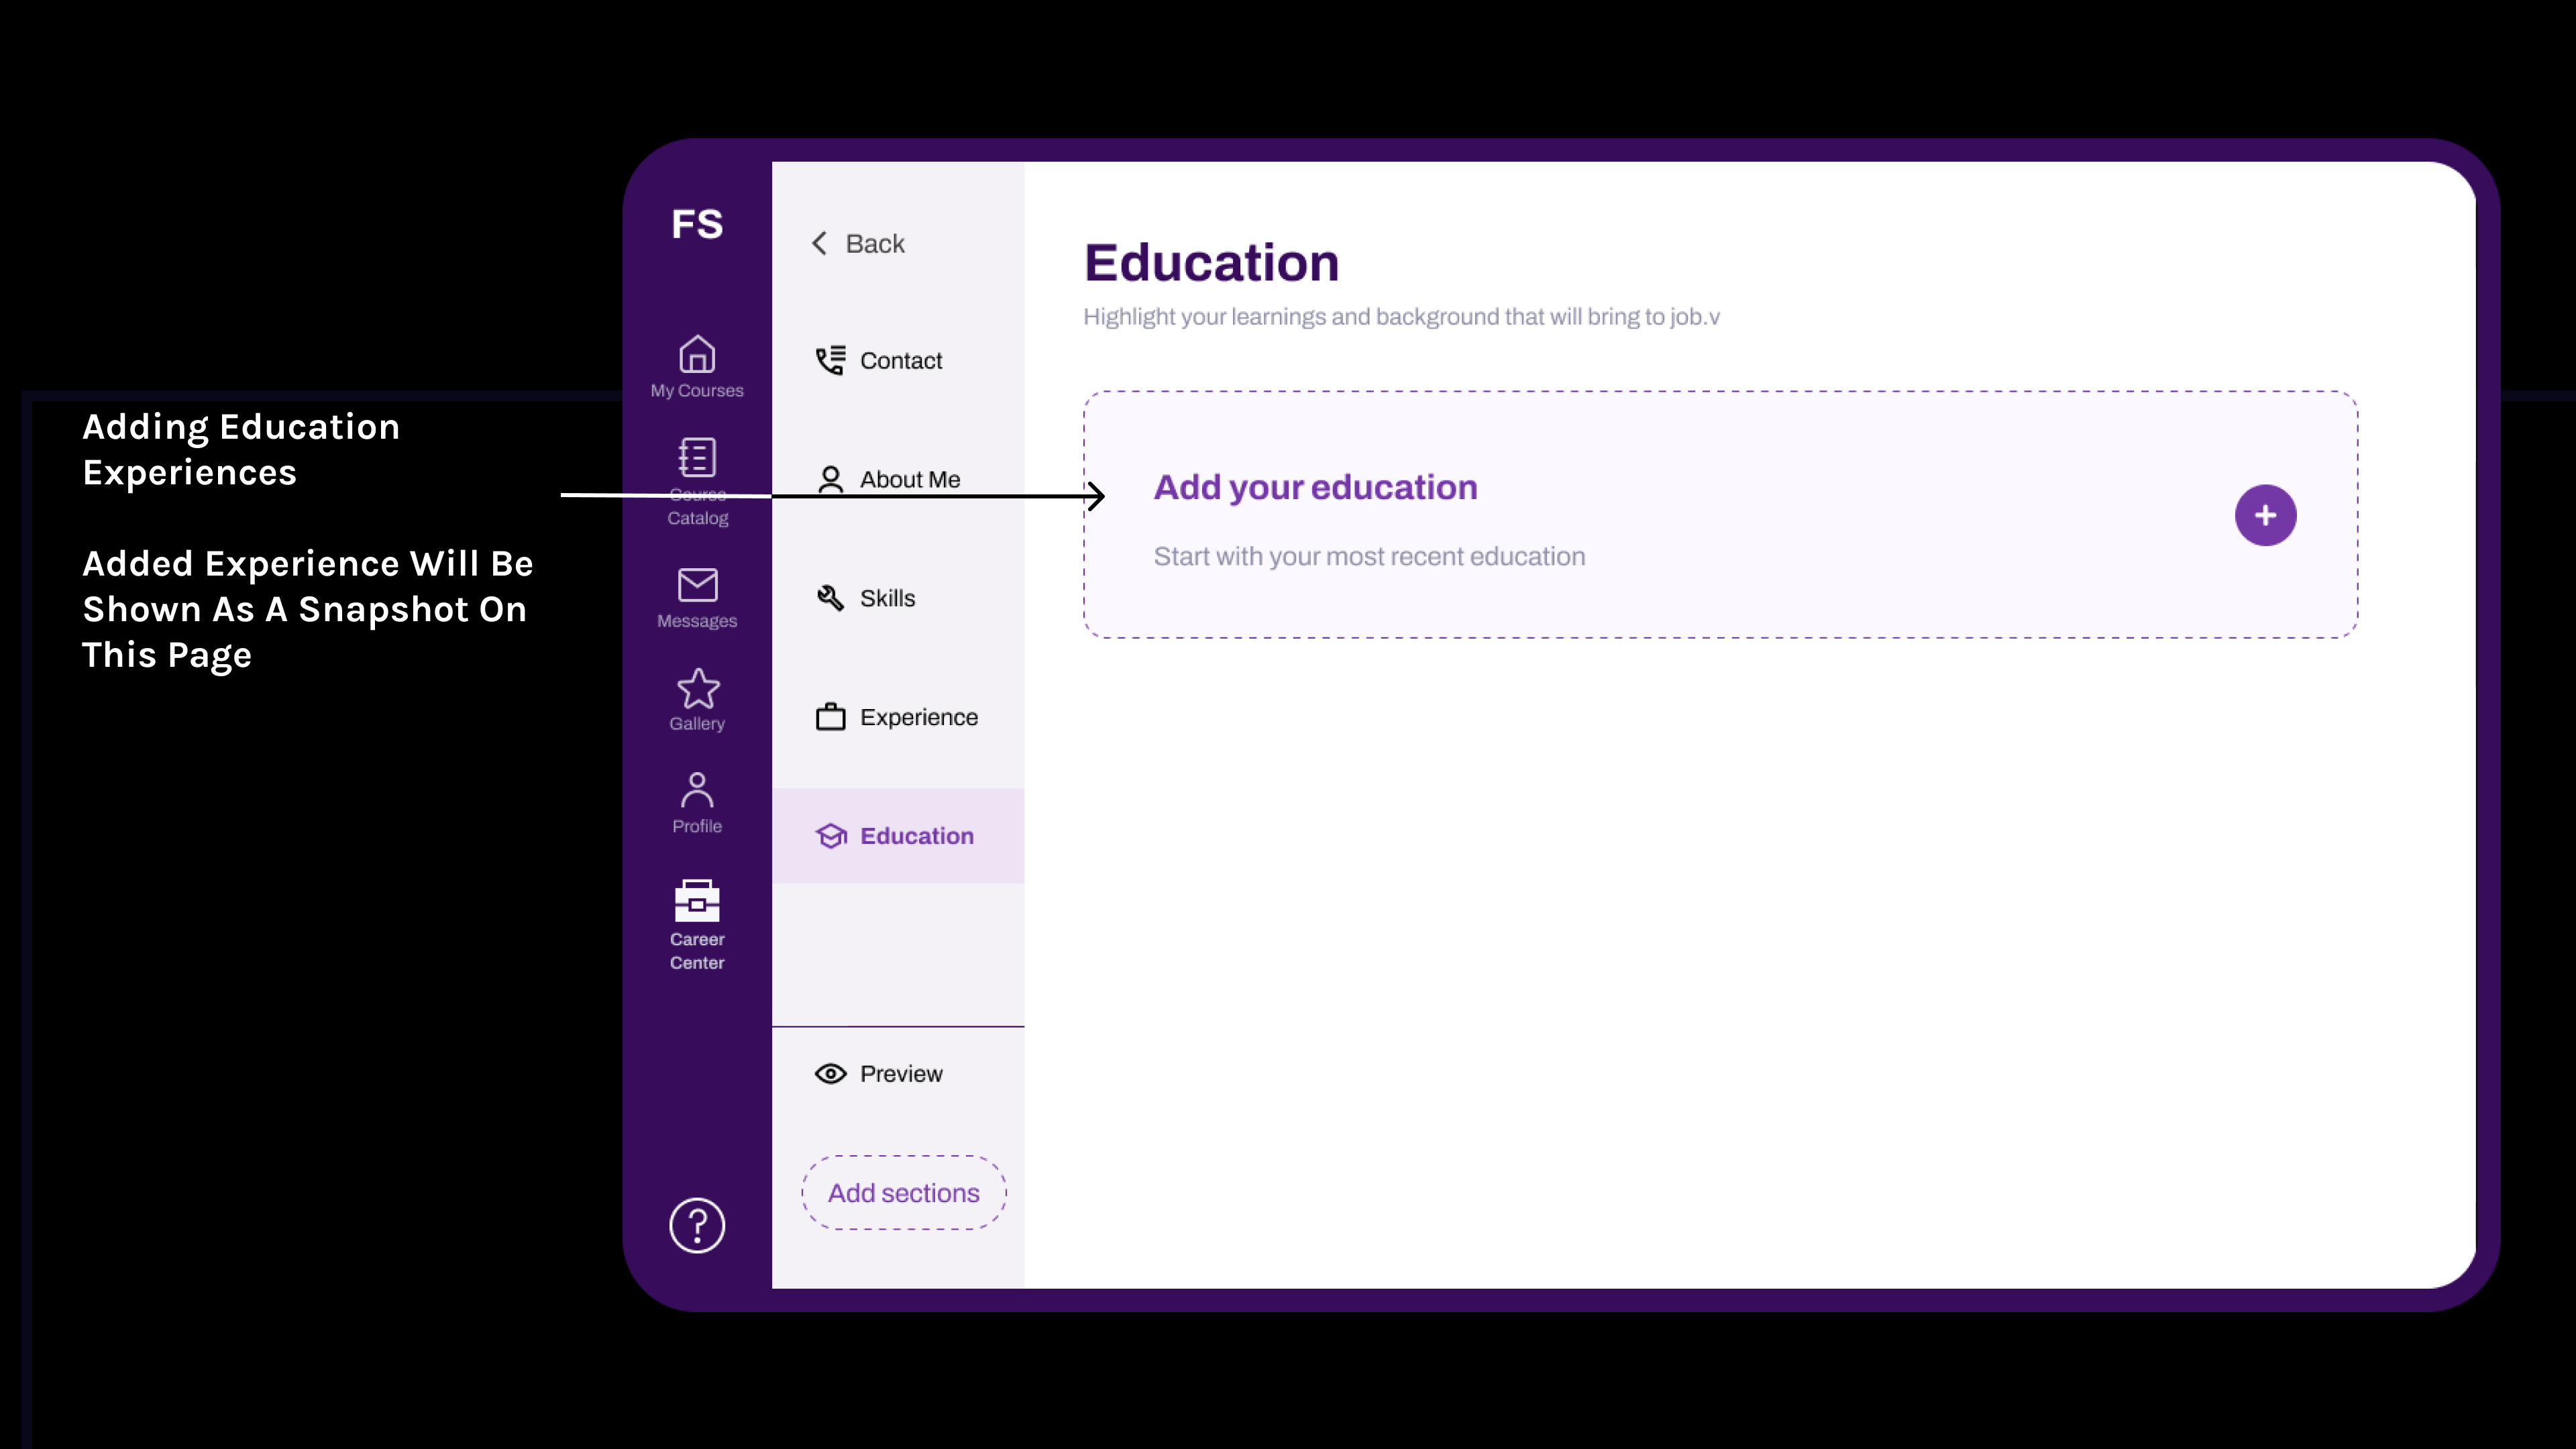 Adding Education
Experiences
Added Experience Will Be
Shown As A Snapshot On
This Page
FS
My Courses
Course
Catalog
Messages
Gallery
Profile
Career
Center
?
Back
Contact
About Me
Skills
Experience
Education
Preview
Add sections
Education
Highlight your learnings and background that will bring to job.v
Add your education
Start with your most recent education
+